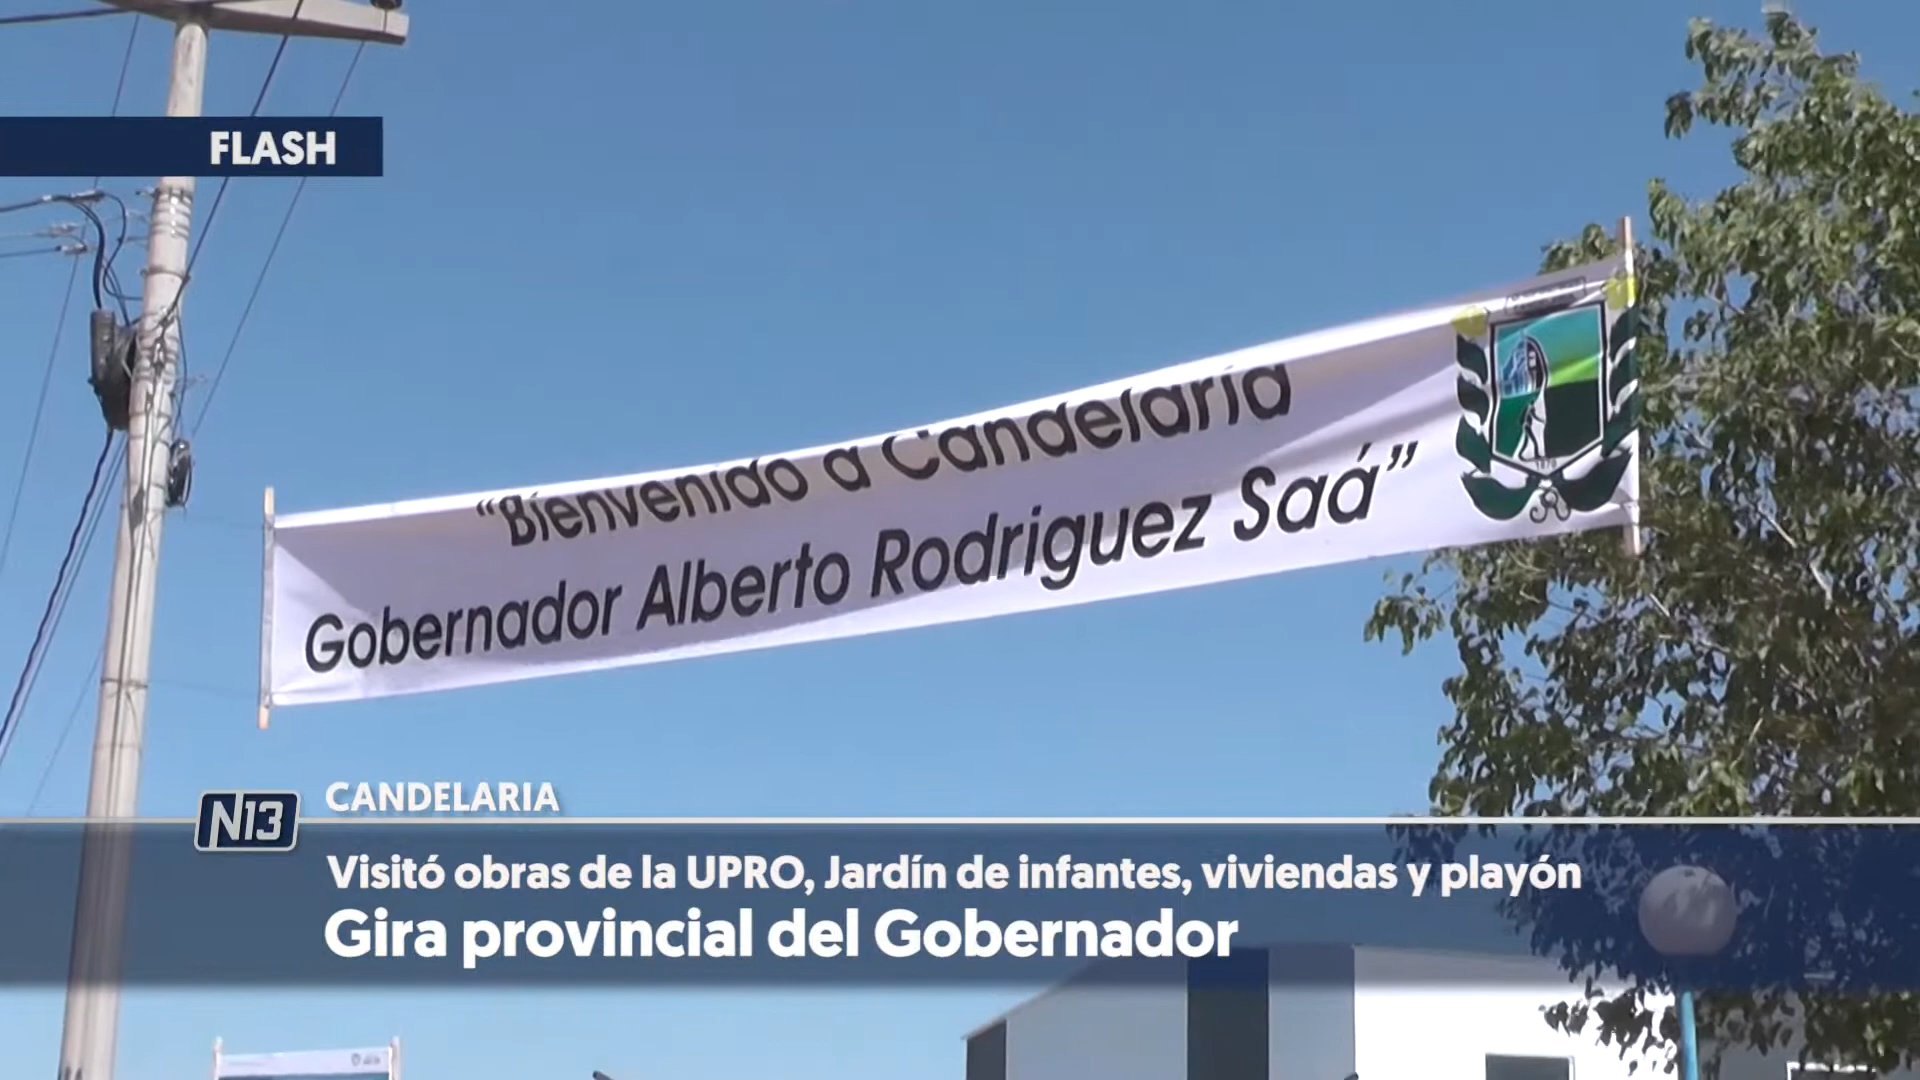 FLASH
“Bienvenido a Candelaria
Gobernador Alberto Rodriguez Saá”
1870
N13
CANDELARIA
Visitó obras de la UPRO, Jardín de infantes, viviendas y playón
Gira provincial del Gobernador